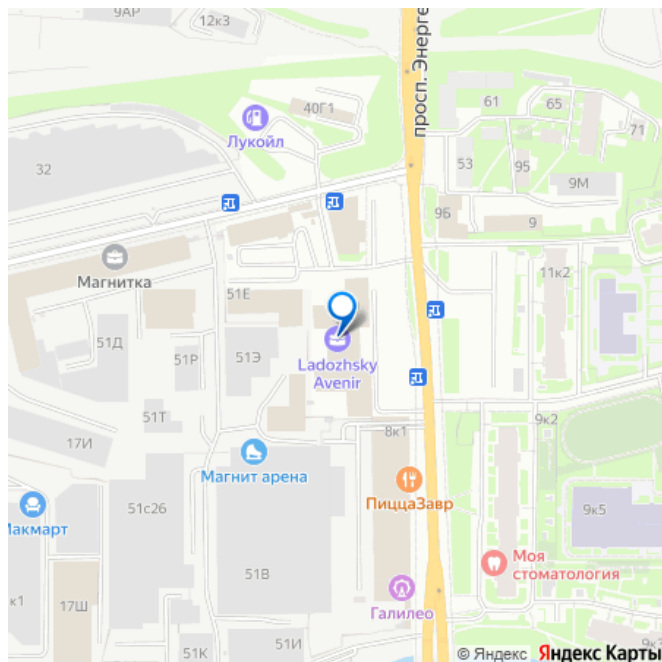 9АР
12к3
просп. Энерге
40Г1
Лукойл
61
65
71
32
53
95
9М
9Б
9
Магнитка
11к2
51Е
Ladozhsky
Avenir
51Д
51Р
51Э
51Т
9к2
8к1
17И
Магнит арена
ПиццаЗавр
Макмарт
51с26
9к5
Моя
стоматология
51В
к1
17Ш
Галилео
51К
51И
9к
© Яндекс Яндекс Карты